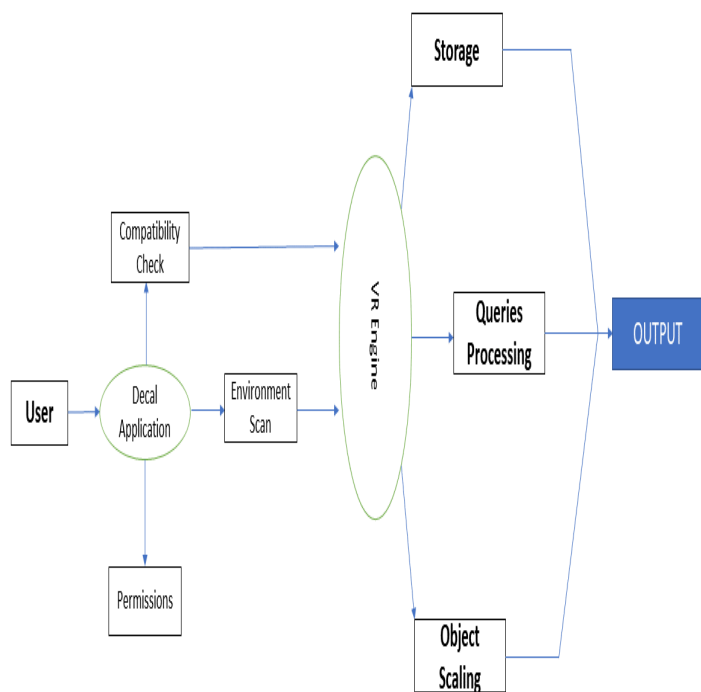 Storage
Compatibility
Check
VR Engine
Queries
Processing
OUTPUT
User
Decal
Application
Environment
Scan
Permissions
Object
Scaling